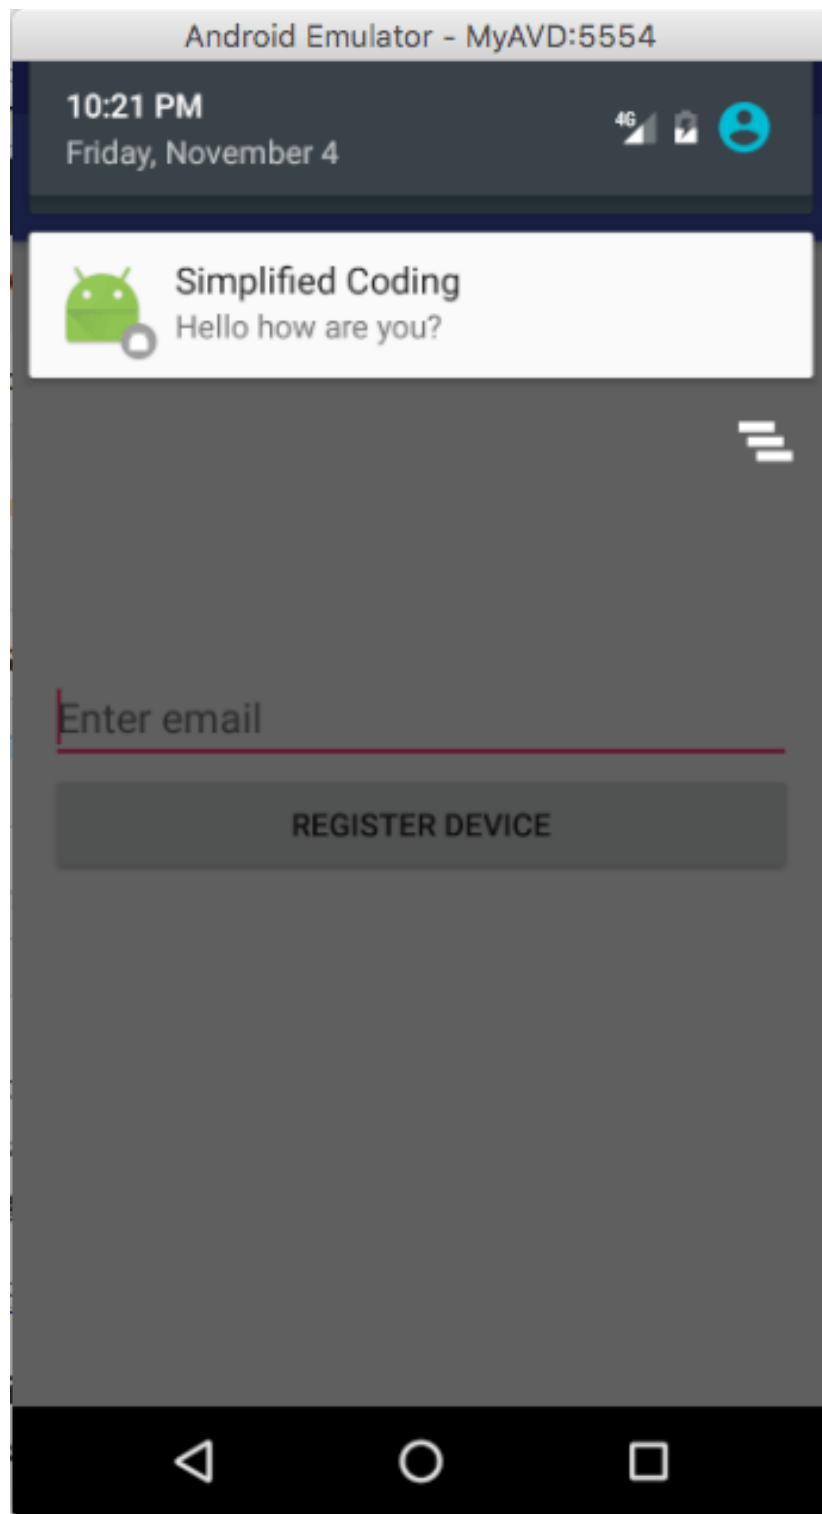 Android Emulator - MyAVD:5554
10:21 PM
Friday, November 4
4G
Simplified Coding
Hello how are you?
Enter email
REGISTER DEVICE